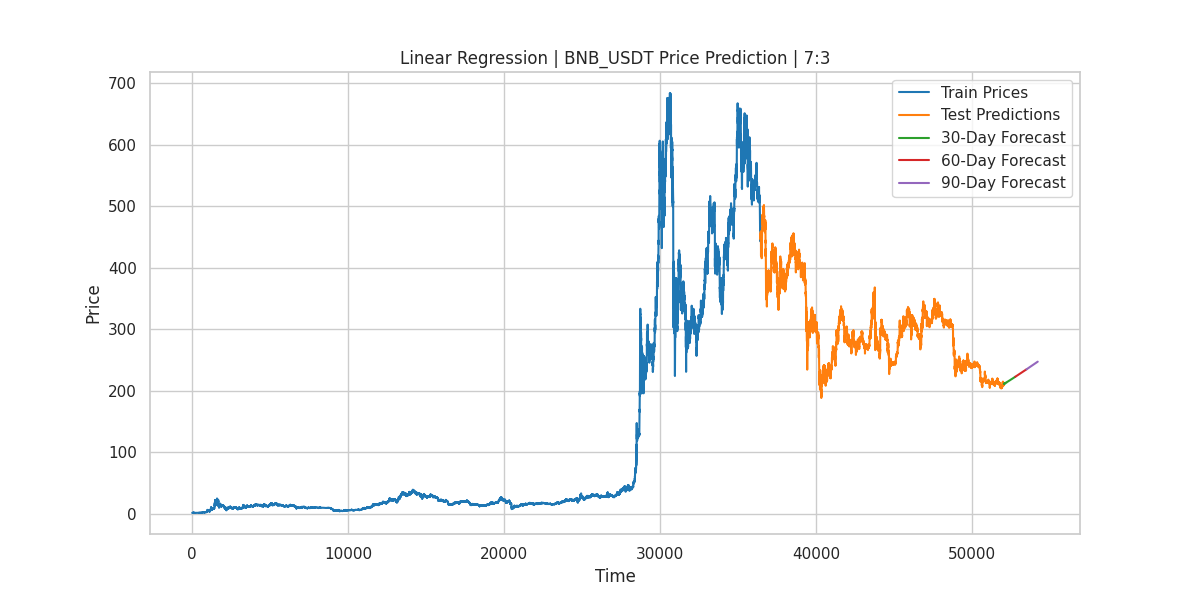 Linear Regression | BNB_USDT Price Prediction | 7:3
Train Prices
Test Predictions
30-Day Forecast
60-Day Forecast
90-Day Forecast
Price
700
600
500
400
300
200
100
0
0 10000 20000 30000 40000 50000
Time